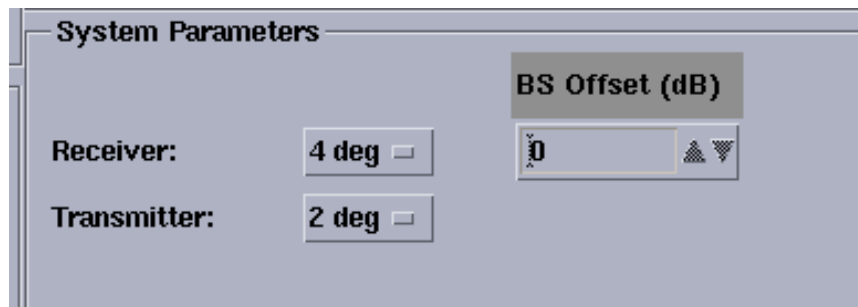 System Parameters
BS Offset (dB)
Receiver: 4 deg 0
Transmitter: 2 deg